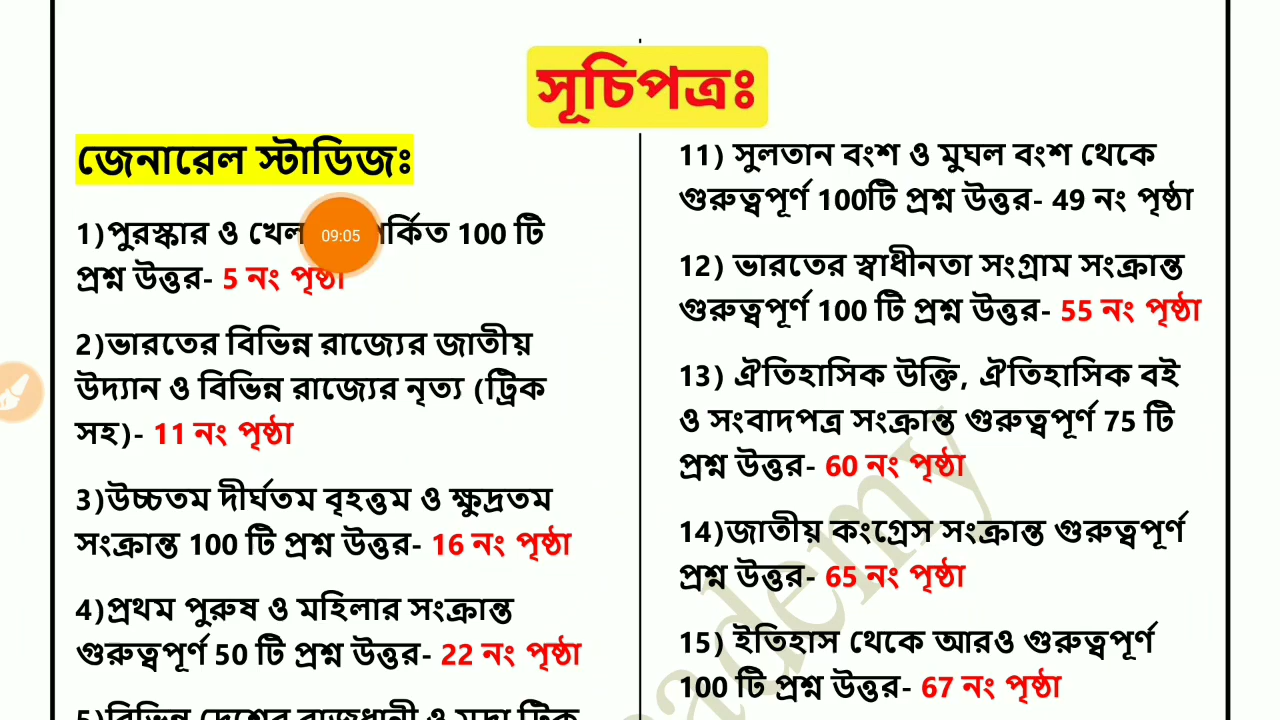 সূচিপত্রঃ
জেনারেল স্টাডিজঃ
1)পুরস্কার ও খেল র্কিত 100 টি
প্রশ্ন উত্তর- 5 নং পৃষ্ঠা
2)ভারতের বিভিন্ন রাজ্যের জাতীয়
উদ্যান ও বিভিন্ন রাজ্যের নৃত্য (ট্রিক
সহ)- 11 নং পৃষ্ঠা
3)উচ্চতম দীর্ঘতম বৃহত্তম ও ক্ষুদ্রতম
সংক্রান্ত 100 টি প্রশ্ন উত্তর- 16 নং পৃষ্ঠা
4)প্রথম পুরুষ ও মহিলার সংক্রান্ত
গুরুত্বপূর্ণ 50 টি প্রশ্ন উত্তর- 22 নং পৃষ্ঠা
5)বিভিন্ন দেশের রাজধানী ও মুদ্রা ট্রিক
11) সুলতান বংশ ও মুঘল বংশ থেকে
গুরুত্বপূর্ণ 100টি প্রশ্ন উত্তর- 49 নং পৃষ্ঠা
12) ভারতের স্বাধীনতা সংগ্রাম সংক্রান্ত
গুরুত্বপূর্ণ 100 টি প্রশ্ন উত্তর- 55 নং পৃষ্ঠা
13) ঐতিহাসিক উক্তি, ঐতিহাসিক বই
ও সংবাদপত্র সংক্রান্ত গুরুত্বপূর্ণ 75 টি
প্রশ্ন উত্তর- 60 নং পৃষ্ঠা
14)জাতীয় কংগ্রেস সংক্রান্ত গুরুত্বপূর্ণ
প্রশ্ন উত্তর- 65 নং পৃষ্ঠা
15) ইতিহাস থেকে আরও গুরুত্বপূর্ণ
100 টি প্রশ্ন উত্তর- 67 নং পৃষ্ঠা
09:05
ademy